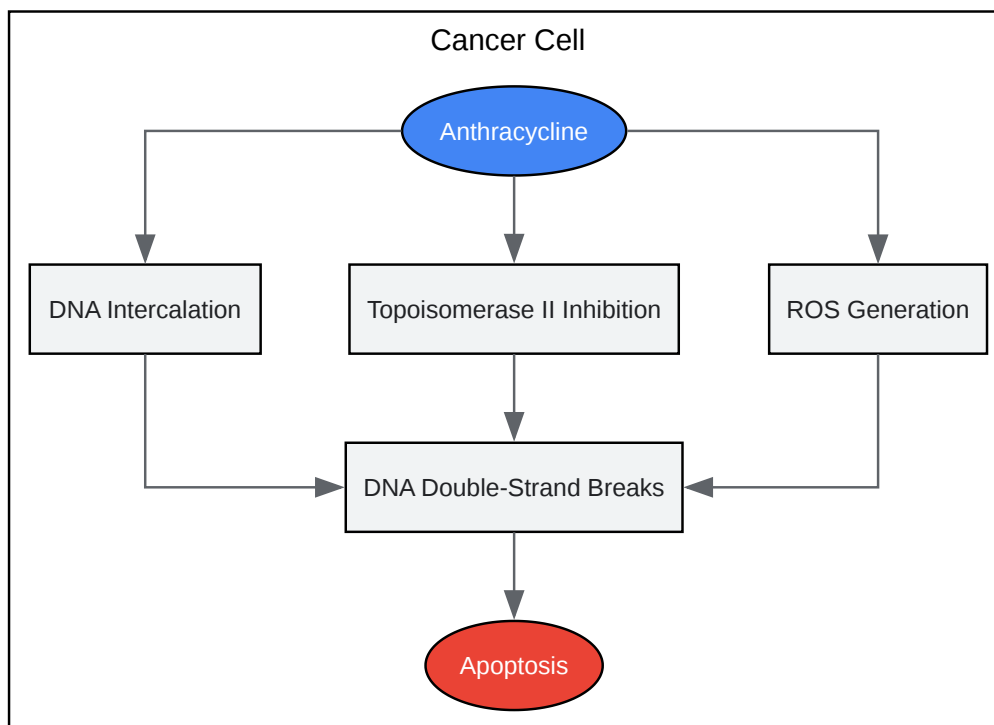 Cancer Cell
Anthracycline
DNA Intercalation
Topoisomerase II Inhibition
ROS Generation
DNA Double-Strand Breaks
Apoptosis